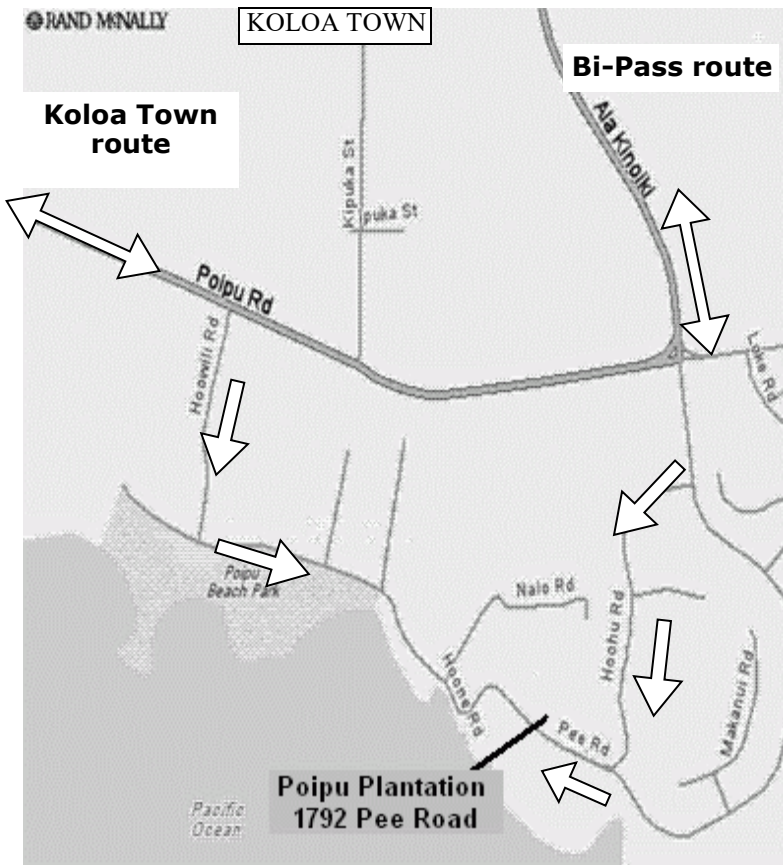 RAND MCNALLY
KOLOA TOWN
Bi-Pass route
Koloa Town
route
Ala Kinoiki
Kipuka St
puka St
Poipu Rd
Hoowili Rd
Loke Rd
Poipu
Beach Park
Nalo Rd
Hoohu Rd
Hoone Rd
Makanui Rd
Pee Rd
Poipu Plantation
1792 Pee Road
Pacific
Ocean